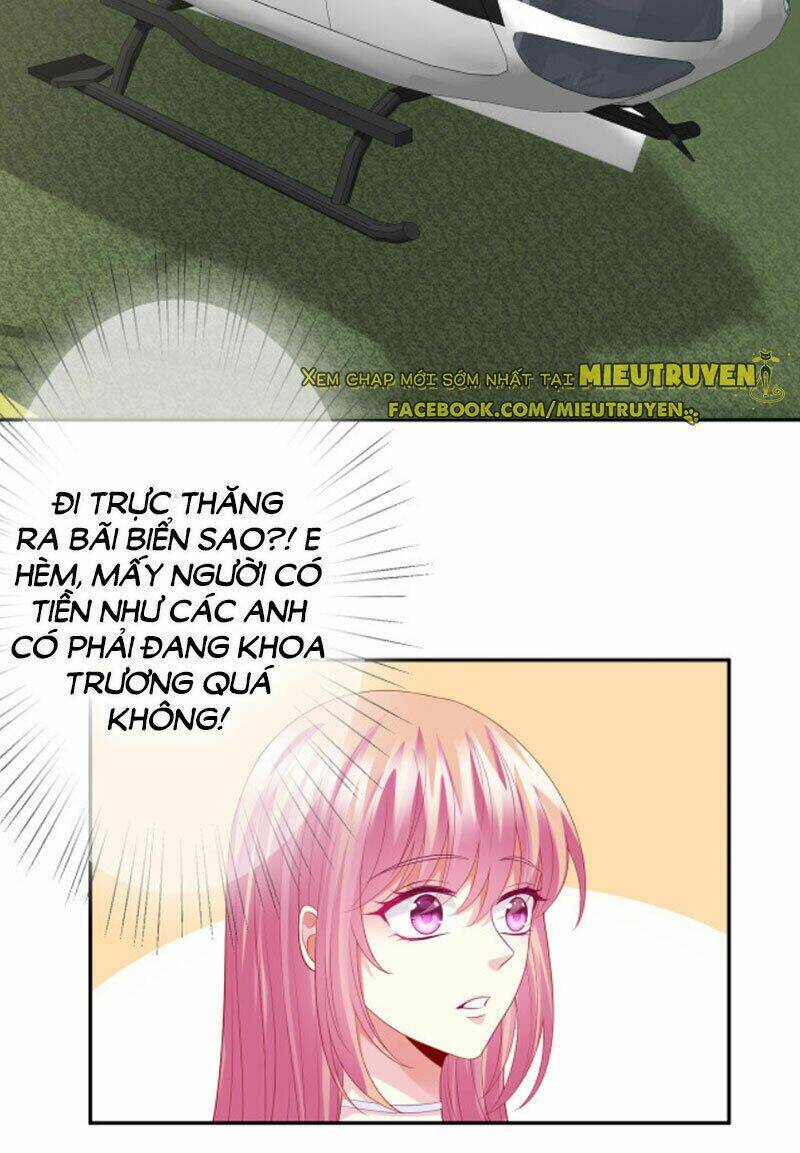 XEM CHAP MỚI SỚM NHẤT TẠI MIEUTRUYEN
FACEBOOK.COM/MIEUTRUYEN
ĐI TRỰC THĂNG
RA BÃI BIỂN SAO?! E
HÈM, MẤY NGƯỜI CÓ
TIỀN NHƯ CÁC ANH
CÓ PHẢI ĐANG KHOA
TRƯƠNG QUÁ
KHÔNG!